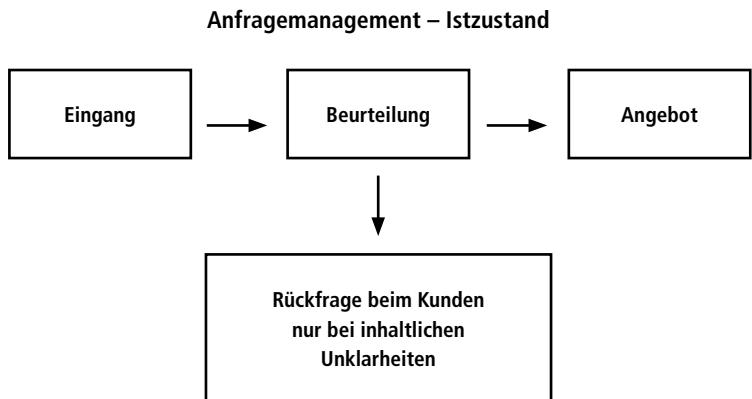 Anfragemanagement – Istzustand
Eingang
Beurteilung
Angebot
Rückfrage beim Kunden
nur bei inhaltlichen
Unklarheiten